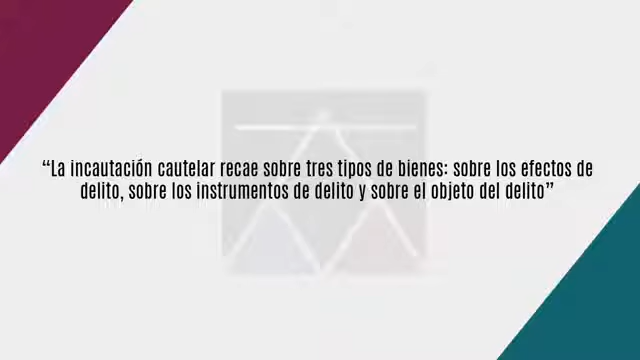 “La incautación cautelar recae sobre tres tipos de bienes: sobre los efectos de
delito, sobre los instrumentos de delito y sobre el objeto del delito”